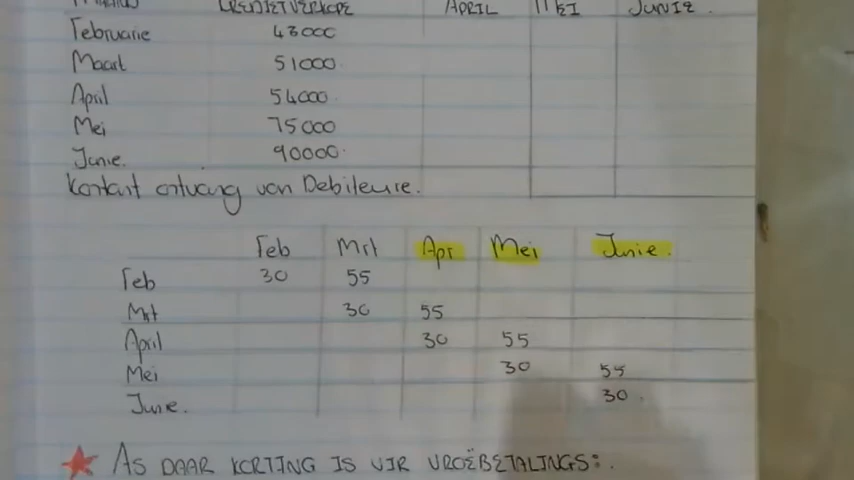 KREDIETVERKOPE APRIL MEI JUNIE.
Februarie 43000
Maart 51000
April 54000
Mei 75000
Junie. 90000
Kontant ontvang van Debiteure.
Feb Mrt Apr Mei Junie.
Feb 30 55
Mrt 30 55
April 30 55
Mei 30 55
Junie. 30
AS DAAR KORTING IS VIR VROEËBETALINGS:.